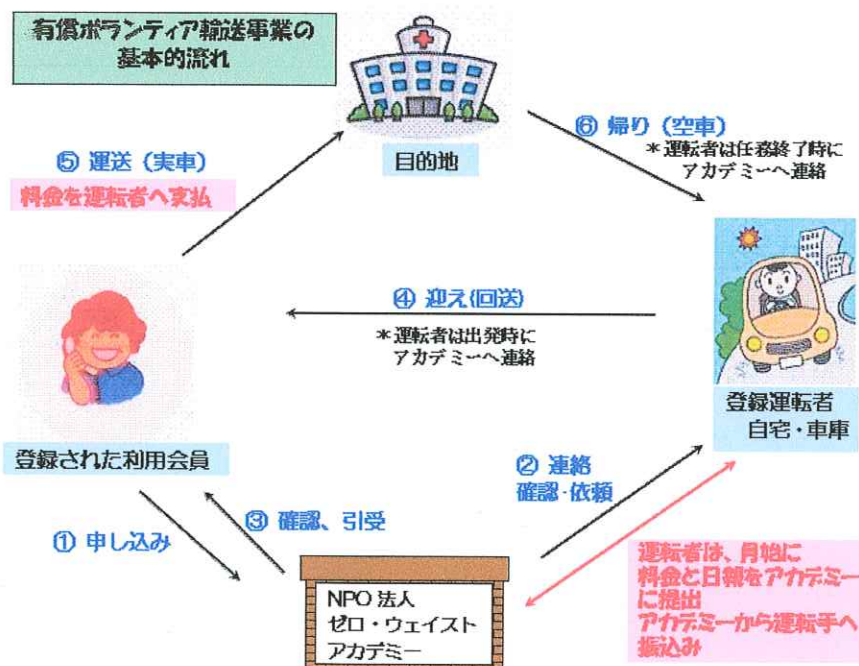 有償ボランティア輸送事業の
基本的流れ
⑤ 運送（実車）
料金を運転者へ支払
目的地
⑥ 帰り（空車）
＊運転者は任務終了時に
アカデミーへ連絡
④ 迎え(回送)
＊運転者は出発時に
アカデミーへ連絡
登録運転者
自宅・車庫
登録された利用会員
② 連絡
確認・依頼
③ 確認、引受
① 申し込み
NPO 法人
ゼロ・ウェイスト
アカデミー
運転者は、月始に
料金と日報をアカデミー
に提出
アカデミーから運転手へ
振込み